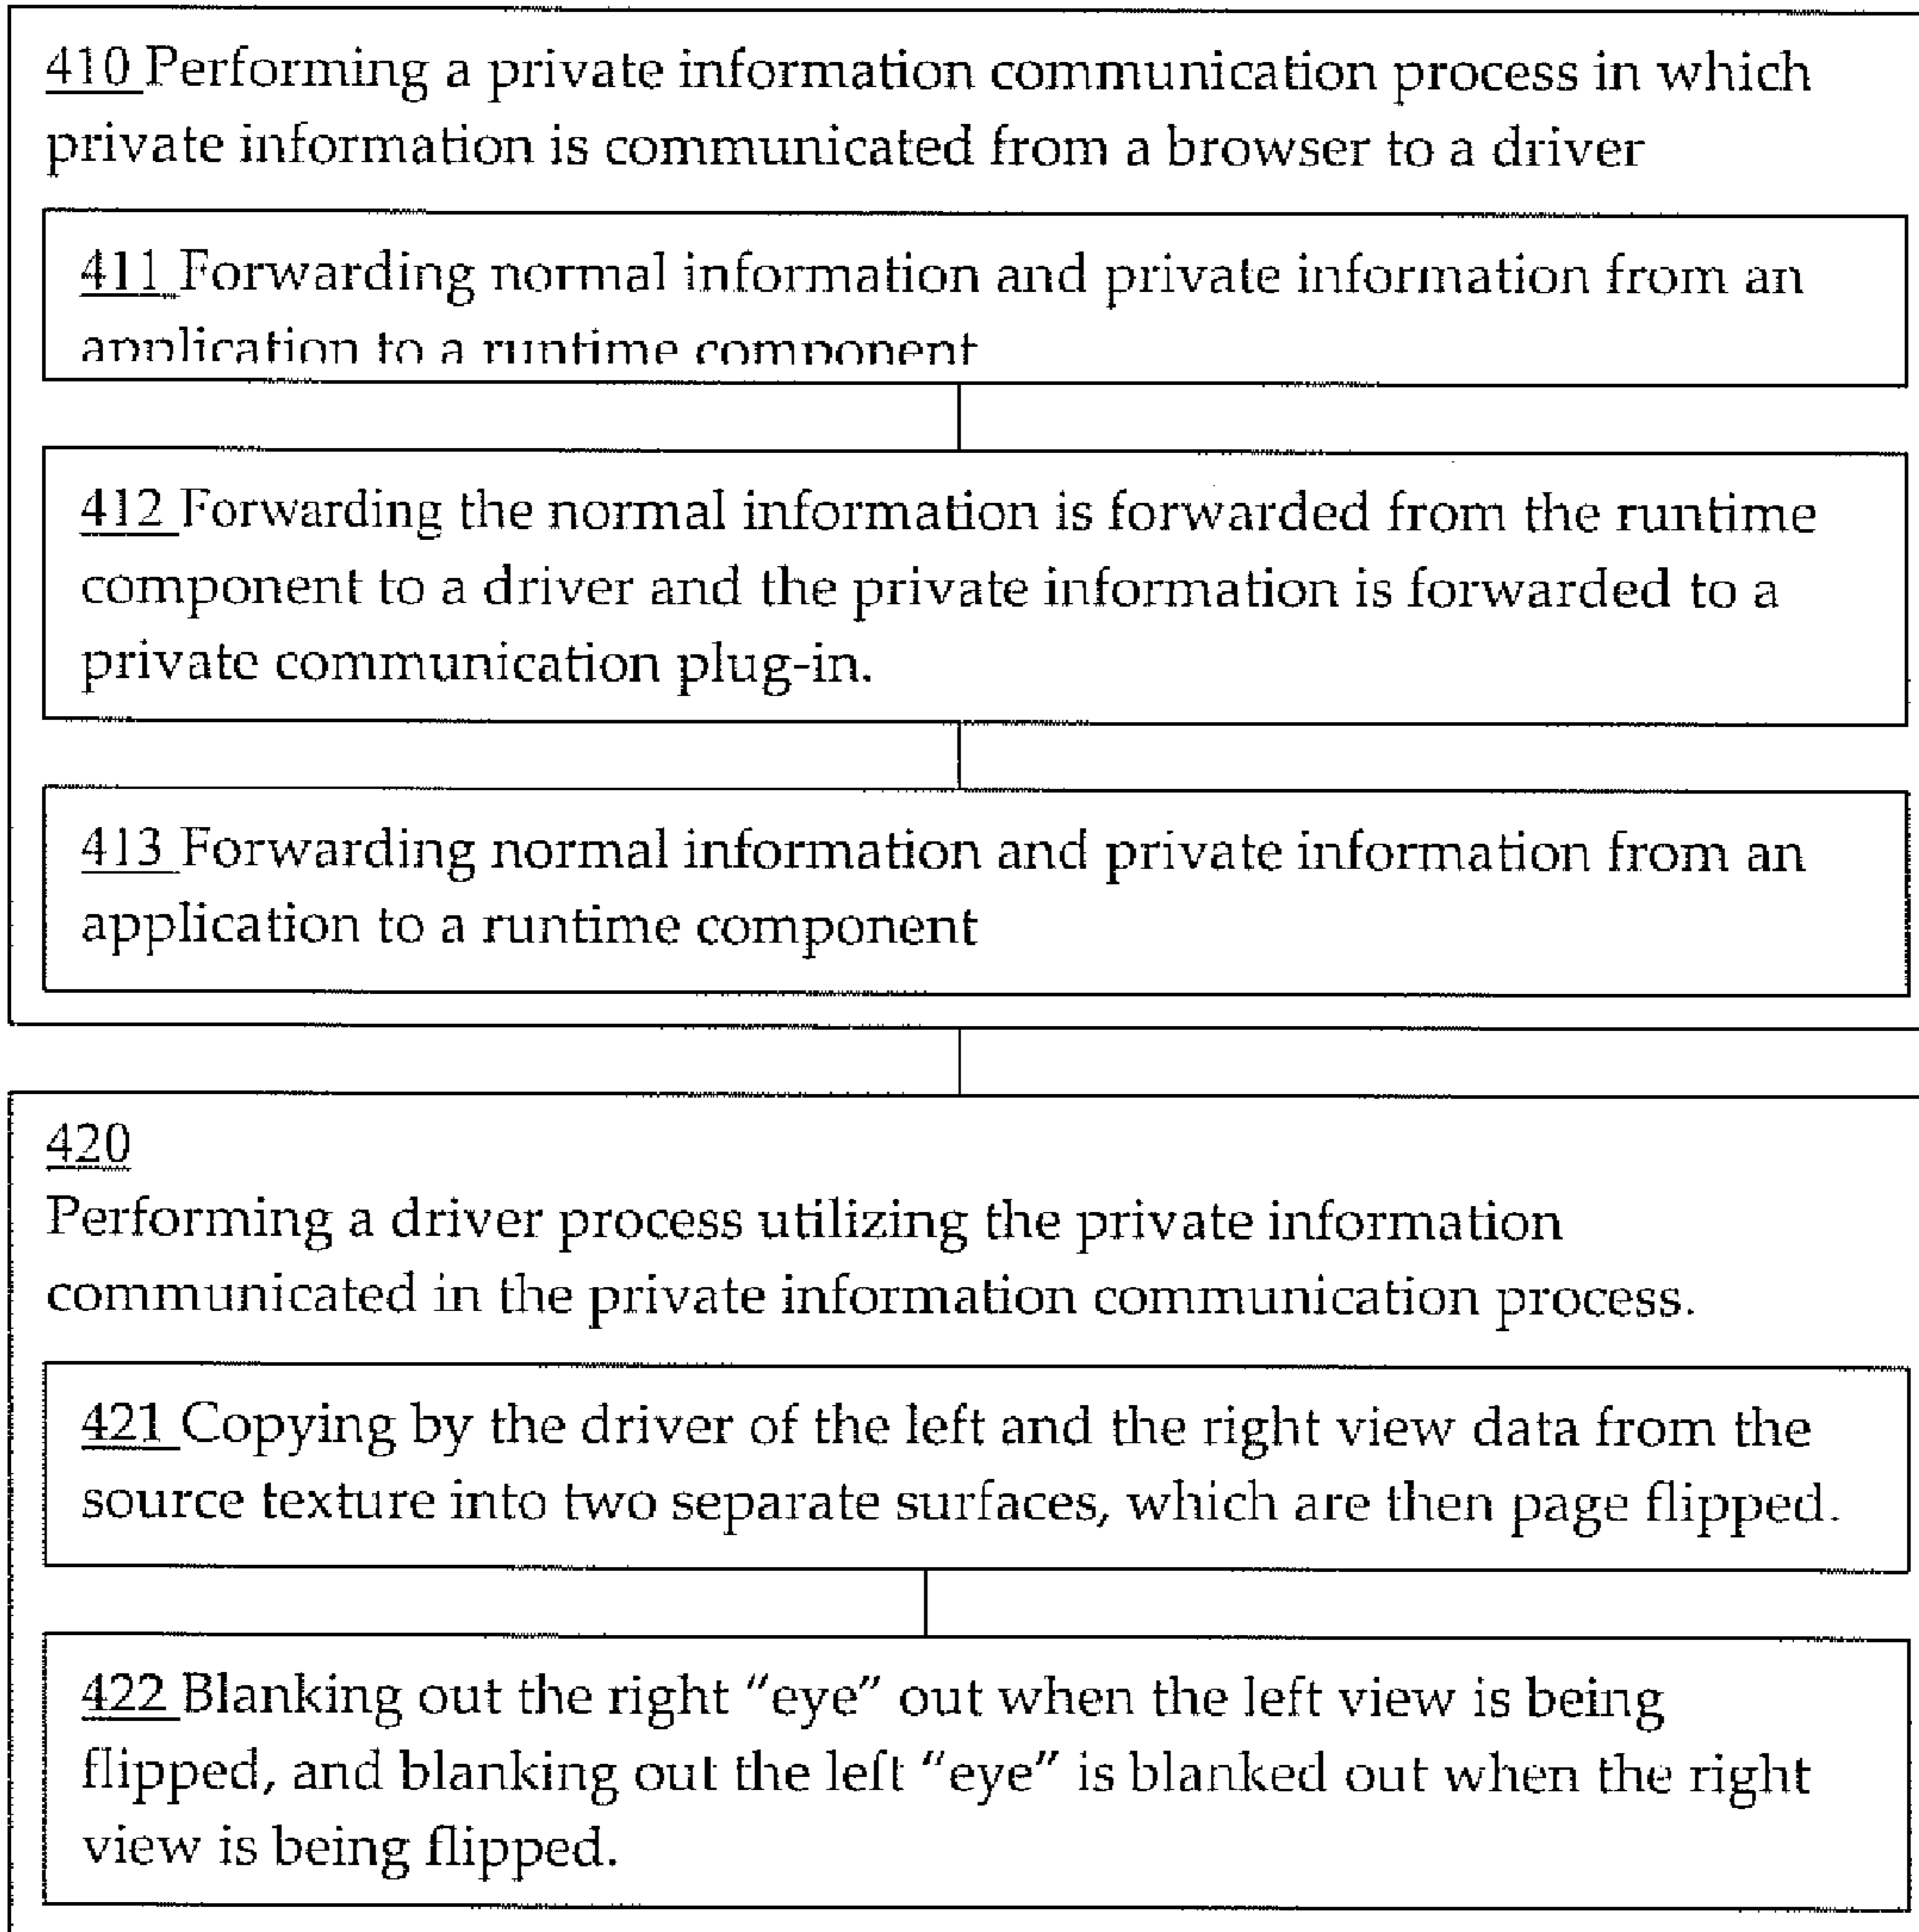 410 Performing a private information communication process in which
private information is communicated from a browser to a driver
411 Forwarding normal information and private information from an
application to a runtime component
412 Forwarding the normal information is forwarded from the runtime
component to a driver and the private information is forwarded to a
private communication plug-in.
413 Forwarding normal information and private information from an
application to a runtime component
420
Performing a driver process utilizing the private information
communicated in the private information communication process.
421 Copying by the driver of the left and the right view data from the
source texture into two separate surfaces, which are then page flipped.
422 Blanking out the right “eye” out when the left view is being
flipped, and blanking out the left “eye” is blanked out when the right
view is being flipped.